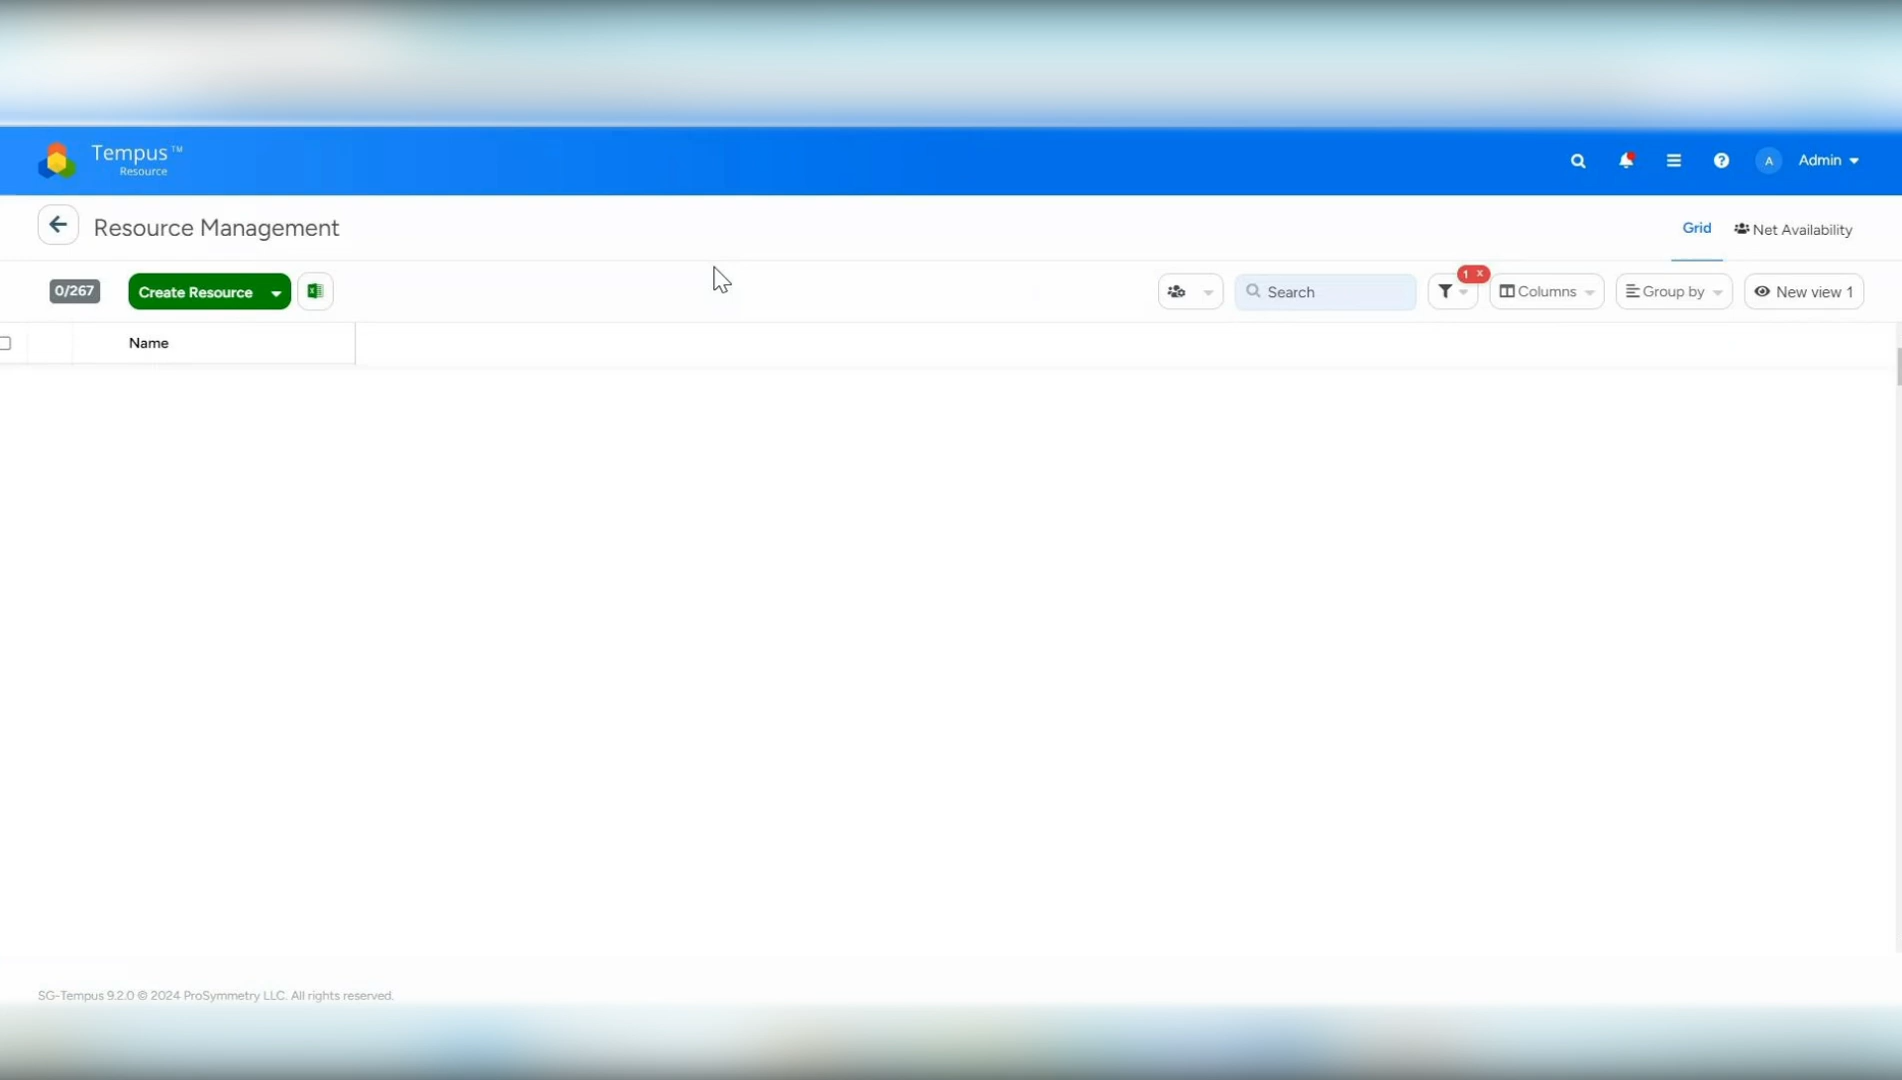 Tempus™
Resource
A
Admin
Resource Management
Grid
Net Availability
0/267
Create Resource
Search
1 x
Columns
Group by
New view 1
Name
SG-Tempus 9.2.0 © 2024 ProSymmetry LLC. All rights reserved.